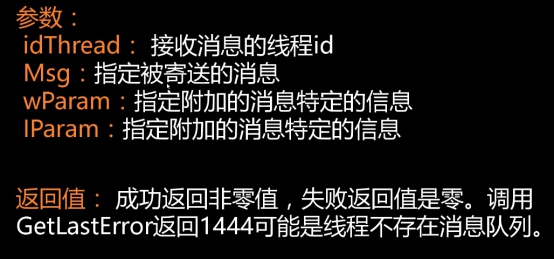 参数：
idThread： 接收消息的线程id
Msg：指定被寄送的消息
wParam：指定附加的消息特定的信息
lParam：指定附加的消息特定的信息
返回值： 成功返回非零值，失败返回值是零。调用
GetLastError返回1444可能是线程不存在消息队列。